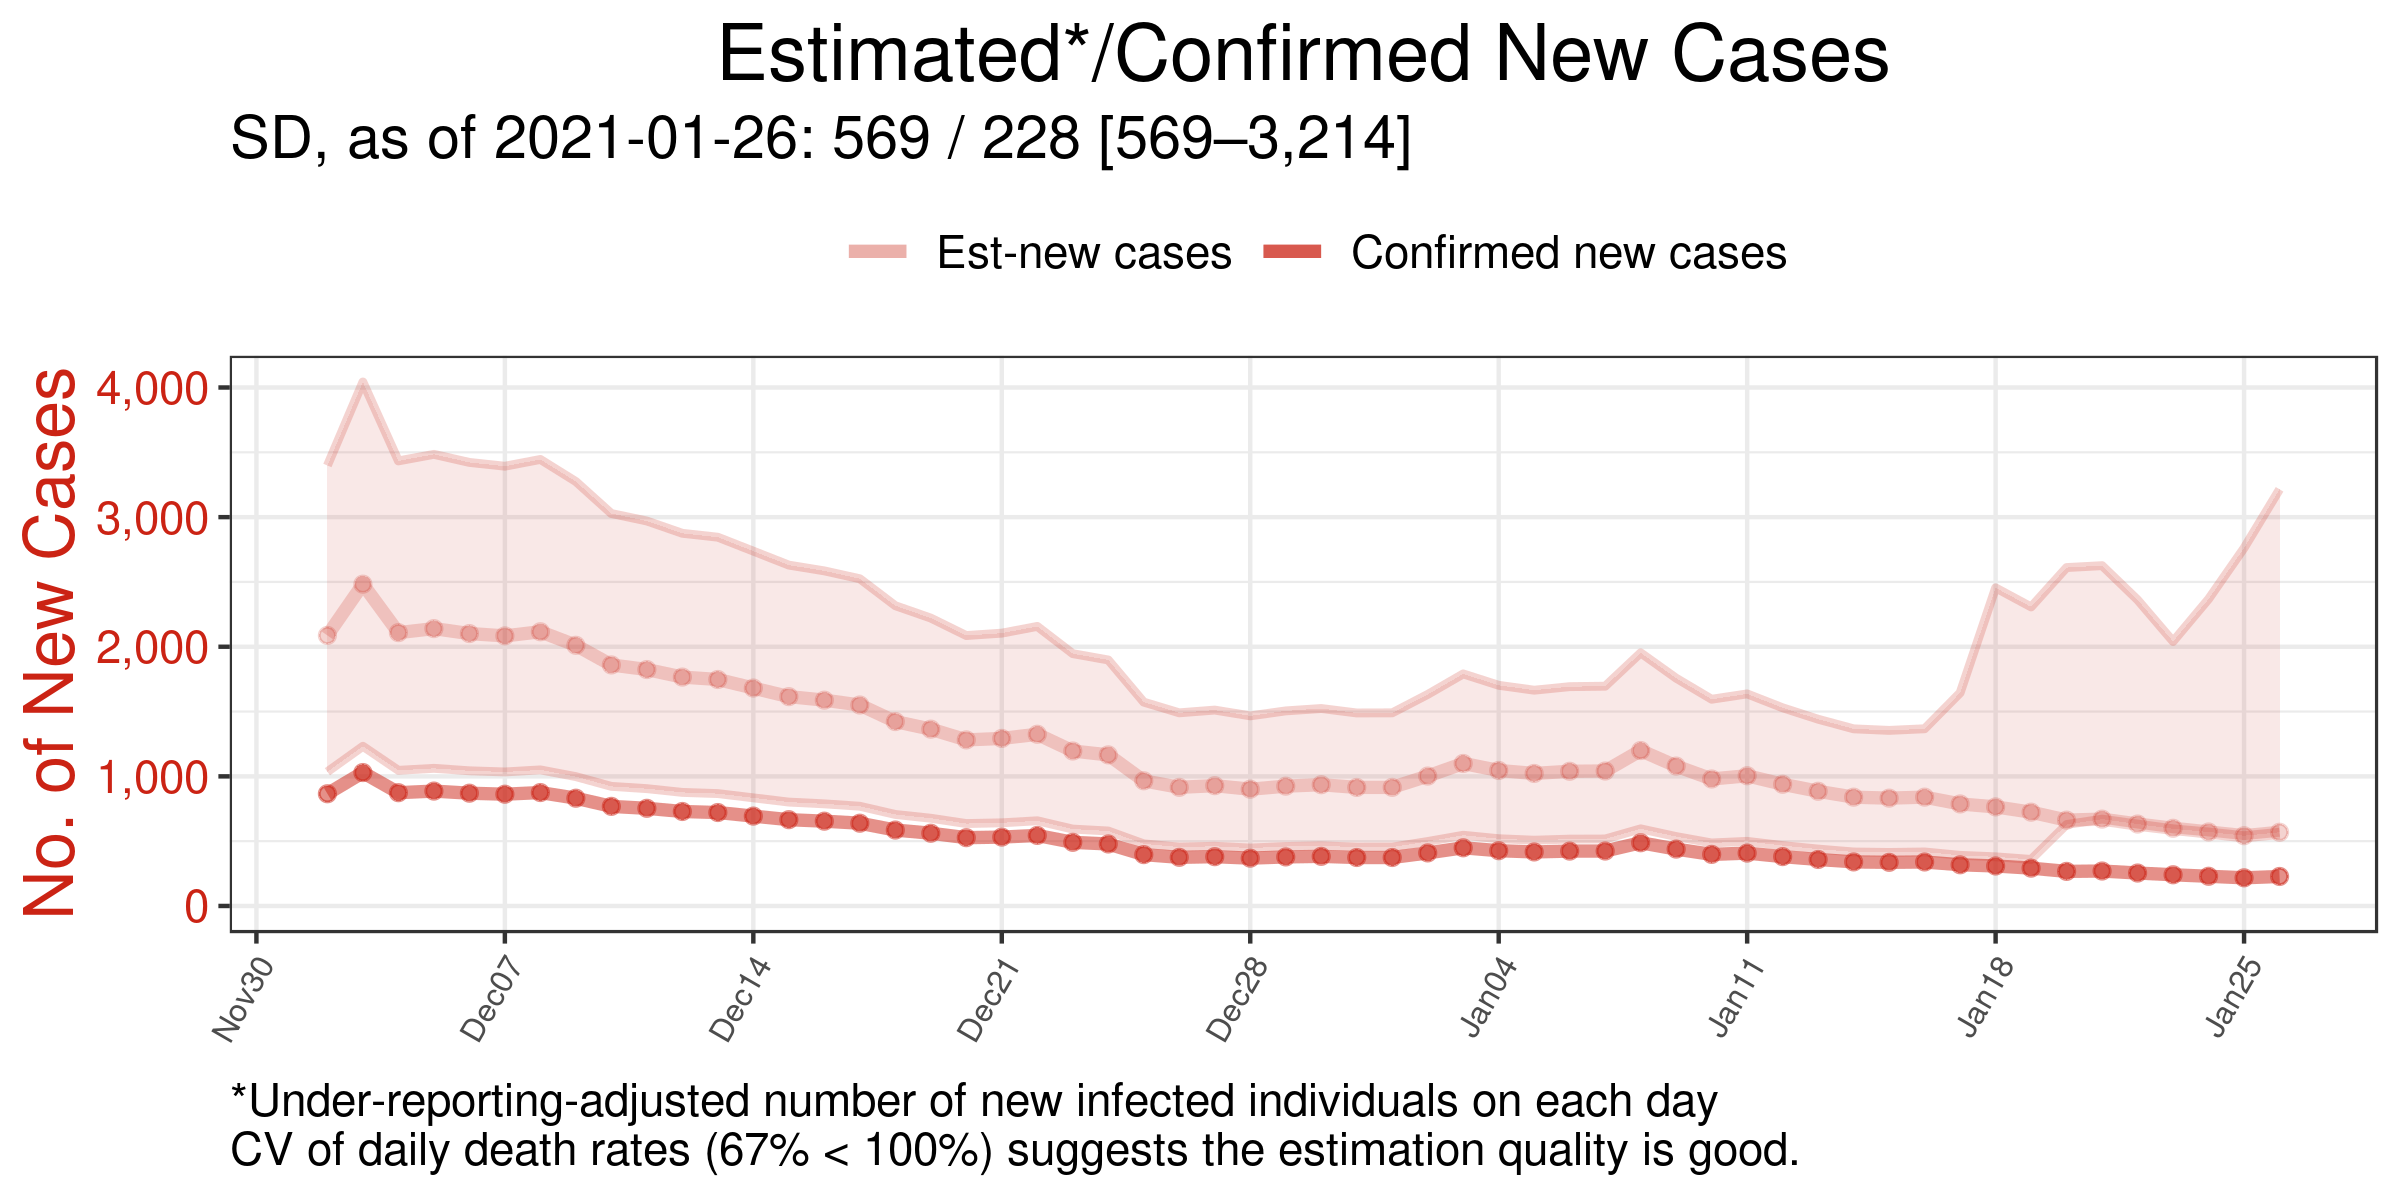 Estimated*/Confirmed New Cases
SD, as of 2021-01-26: 569 / 228 [569–3,214]
Est-new cases
Confirmed new cases
No. of New Cases
4,000
3,000
2,000
1,000
0
Nov30
Dec07
Dec14
Dec21
Dec28
Jan04
Jan11
Jan18
Jan25
*Under-reporting-adjusted number of new infected individuals on each day
CV of daily death rates (67% < 100%) suggests the estimation quality is good.